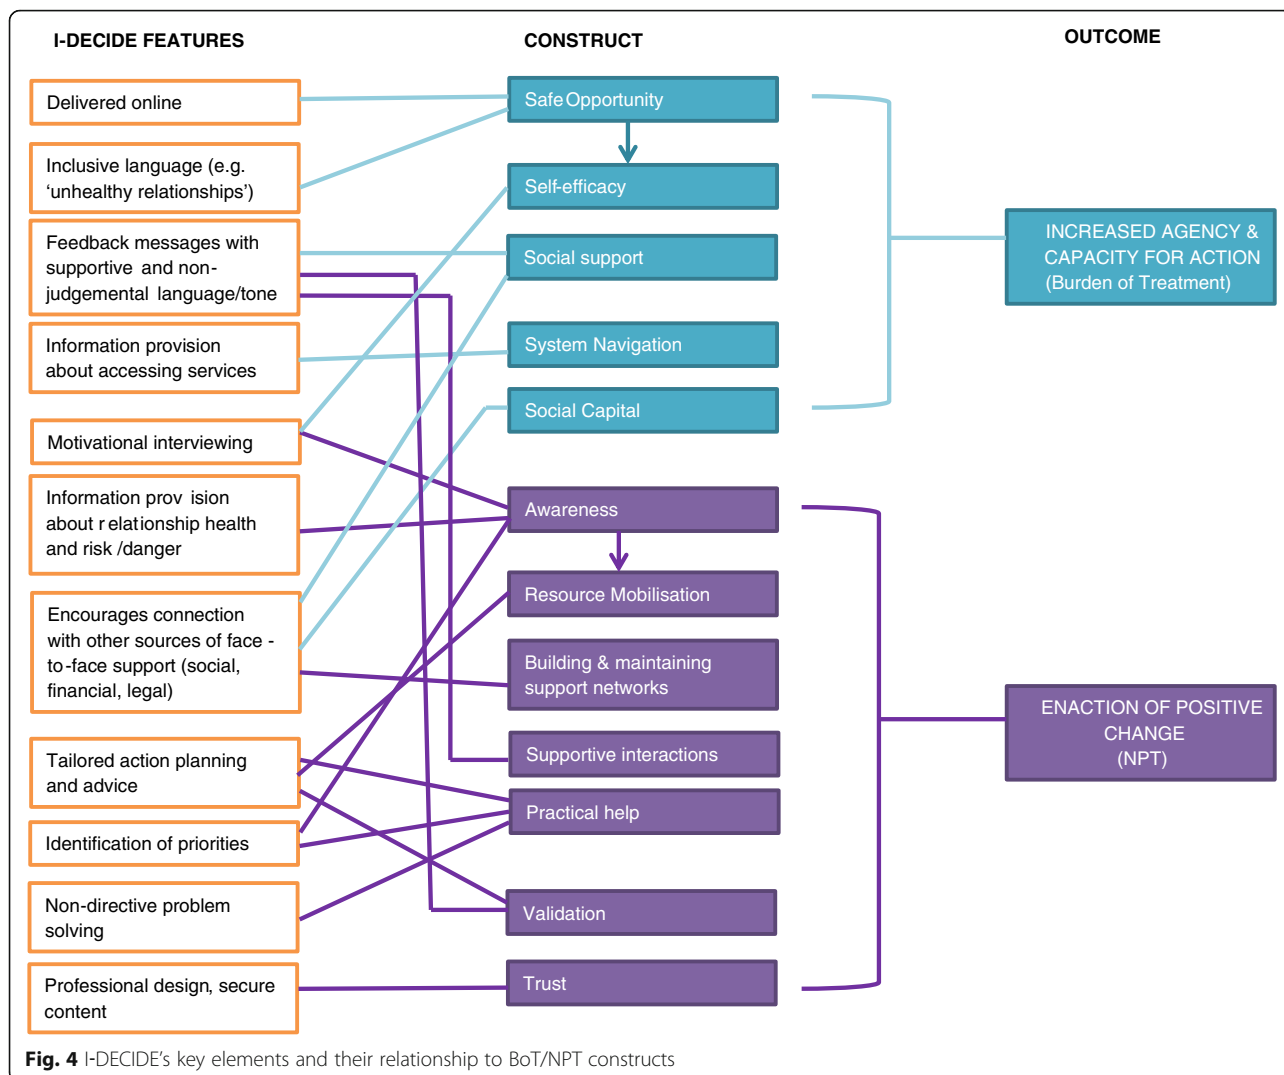 I-DECIDE FEATURES
CONSTRUCT
OUTCOME
Delivered online
Inclusive language (e.g.
‘unhealthy relationships’)
Feedback messages with
supportive and non-
judgemental language/tone
Information provision
about accessing services
Motivational interviewing
Information prov ision
about r elationship health
and risk /danger
Encourages connection
with other sources of face -
to-face support (social,
financial, legal)
Tailored action planning
and advice
Identification of priorities
Non-directive problem
solving
Professional design, secure
content
Safe Opportunity
Self-efficacy
Social support
System Navigation
Social Capital
Awareness
Resource Mobilisation
Building & maintaining
support networks
Supportive interactions
Practical help
Validation
Trust
INCREASED AGENCY &
CAPACITY FOR ACTION
(Burden of Treatment)
ENACTION OF POSITIVE
CHANGE
(NPT)
Fig. 4 I-DECIDE’s key elements and their relationship to BoT/NPT constructs